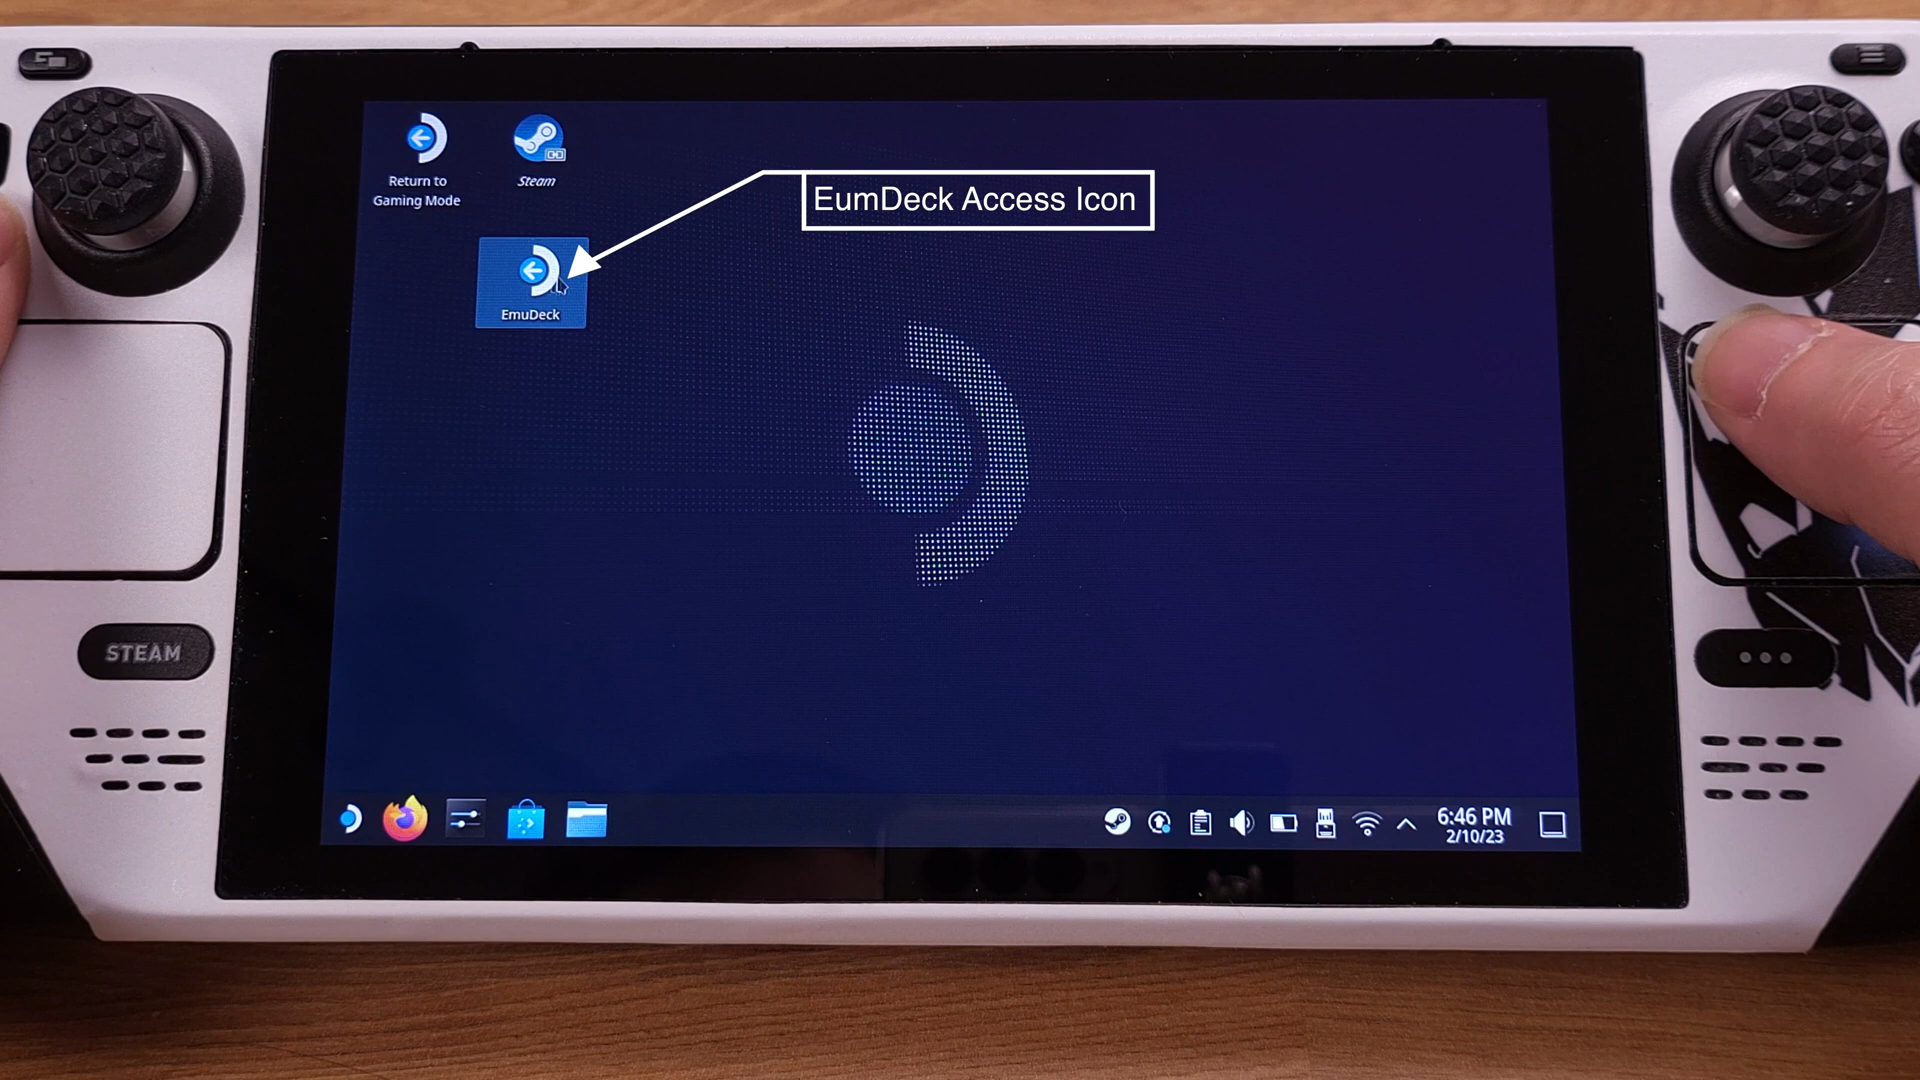 Return to
Gaming Mode
Steam
EumDeck Access Icon
EmuDeck
STEAM
6:46 PM
2/10/23